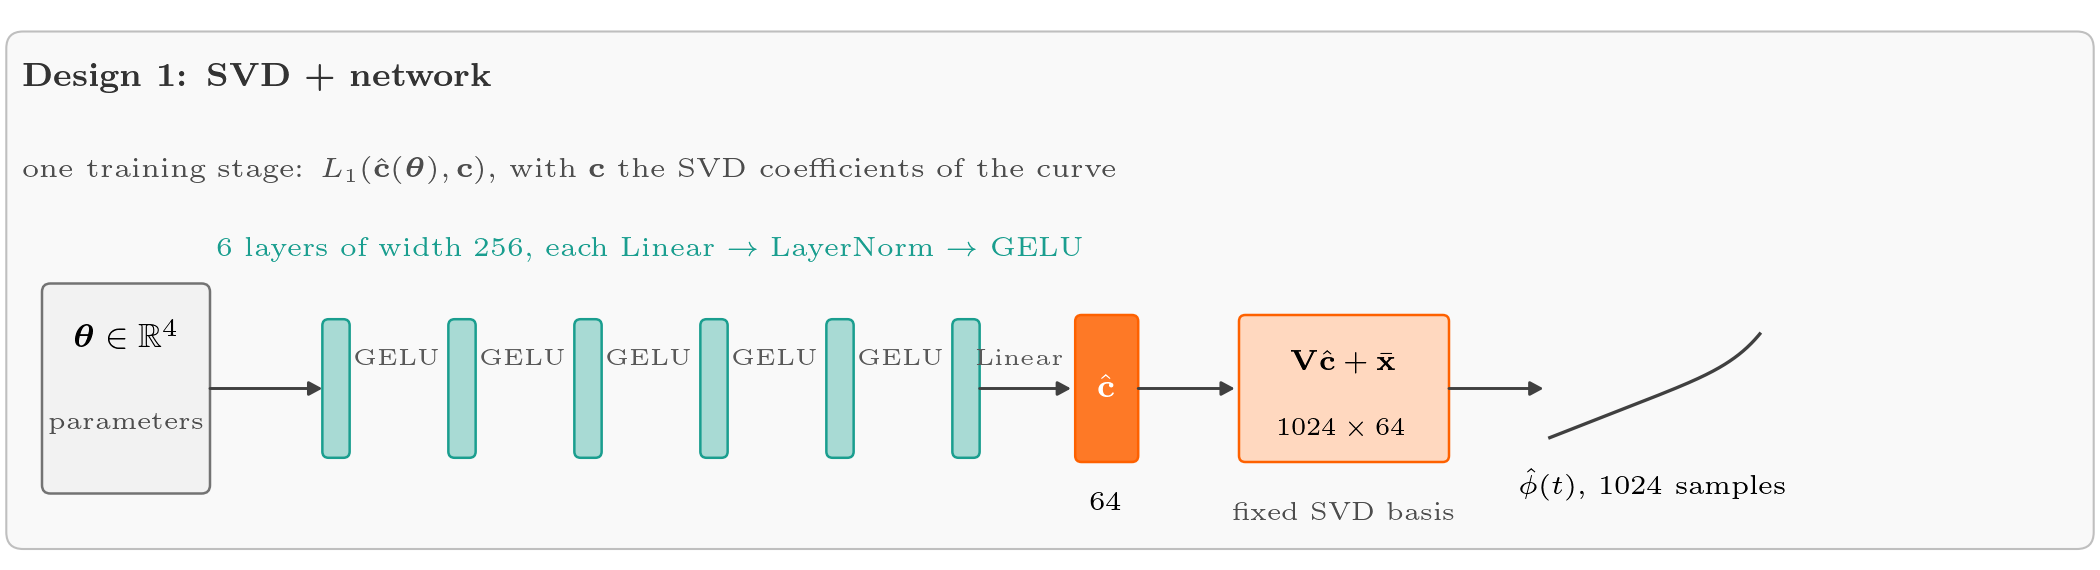 Design 1: SVD + network
one training stage: L₁(ĉ(θ), c), with c the SVD coefficients of the curve
6 layers of width 256, each Linear → LayerNorm → GELU
θ ∈ ℝ⁴
parameters
GELU GELU GELU GELU GELU Linear
ĉ
64
Vĉ + x̄
1024 × 64
fixed SVD basis
φ̇̂(t), 1024 samples